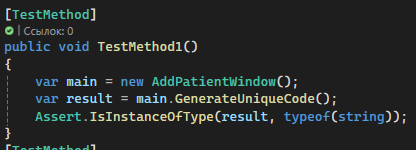 [TestMethod]
| Ссылок: 0
public void TestMethod1()
{
    var main = new AddPatientWindow();
    var result = main.GenerateUniqueCode();
    Assert.IsInstanceOfType(result, typeof(string));
}
[TestMethod]